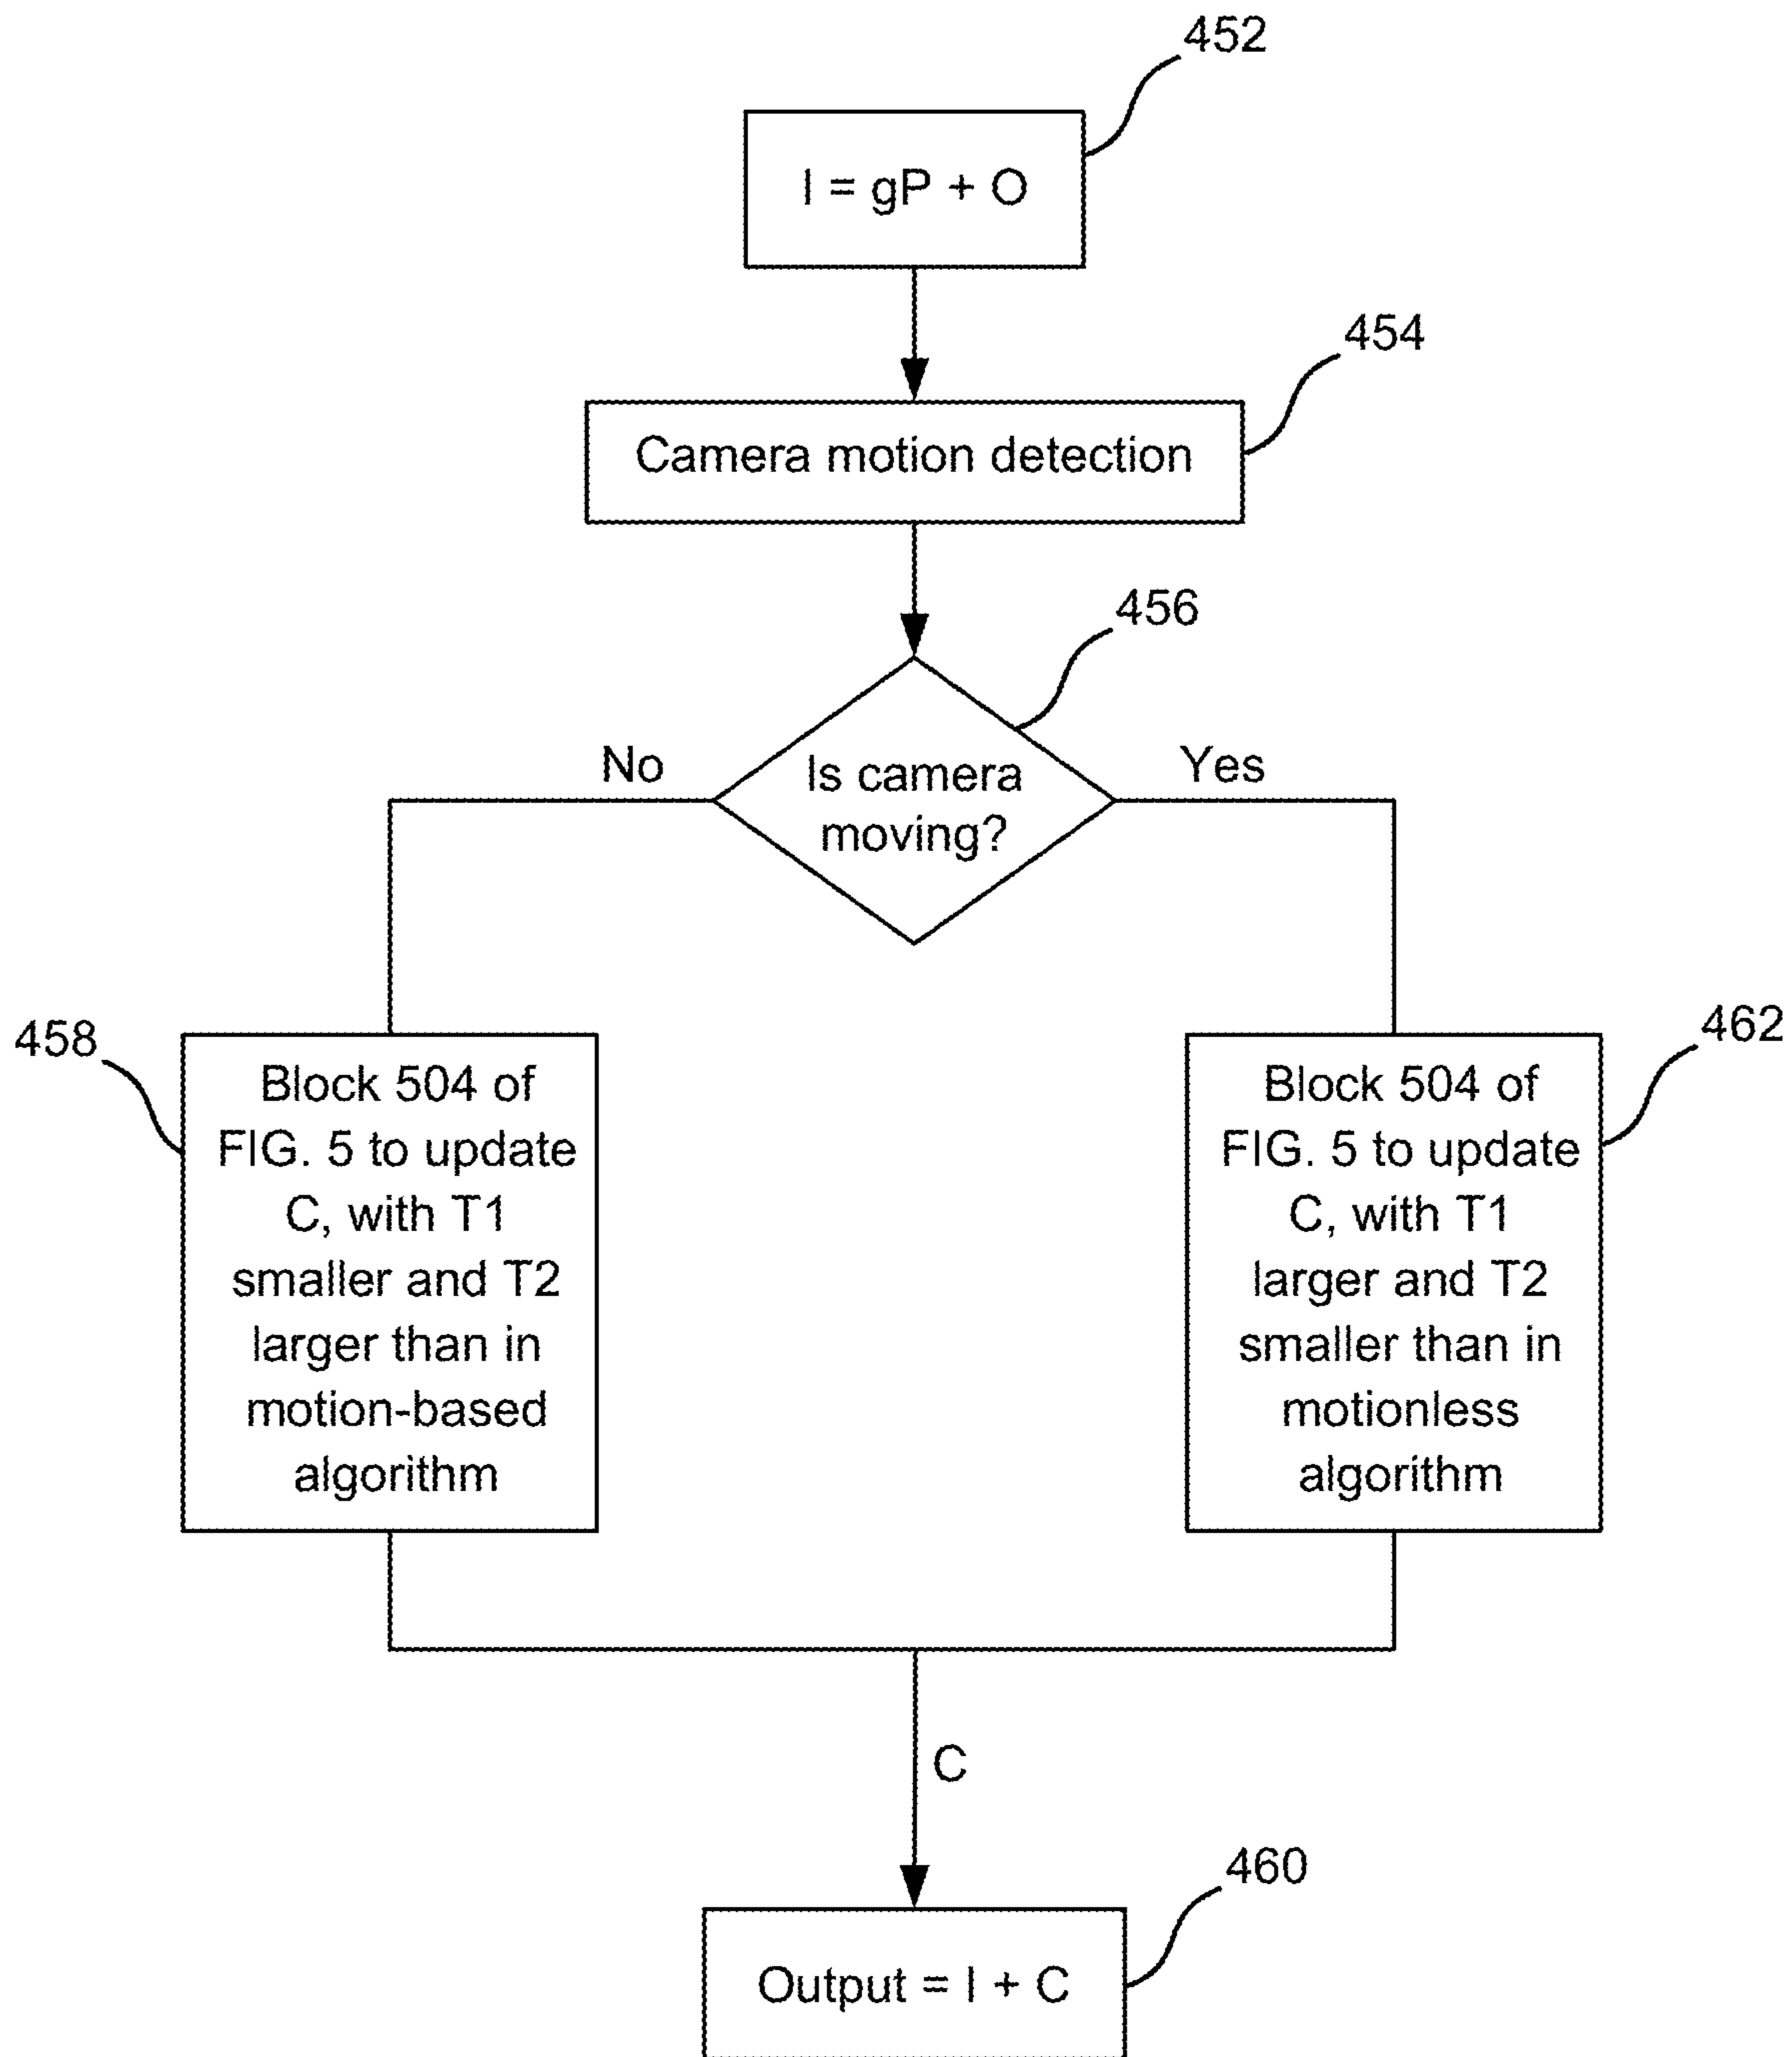 452
I = gP + O
454
Camera motion detection
456
No
Yes
Is camera
moving?
458
Block 504 of
FIG. 5 to update
C, with T1
smaller and T2
larger than in
motion-based
algorithm
462
Block 504 of
FIG. 5 to update
C, with T1
larger and T2
smaller than in
motionless
algorithm
C
460
Output = I + C